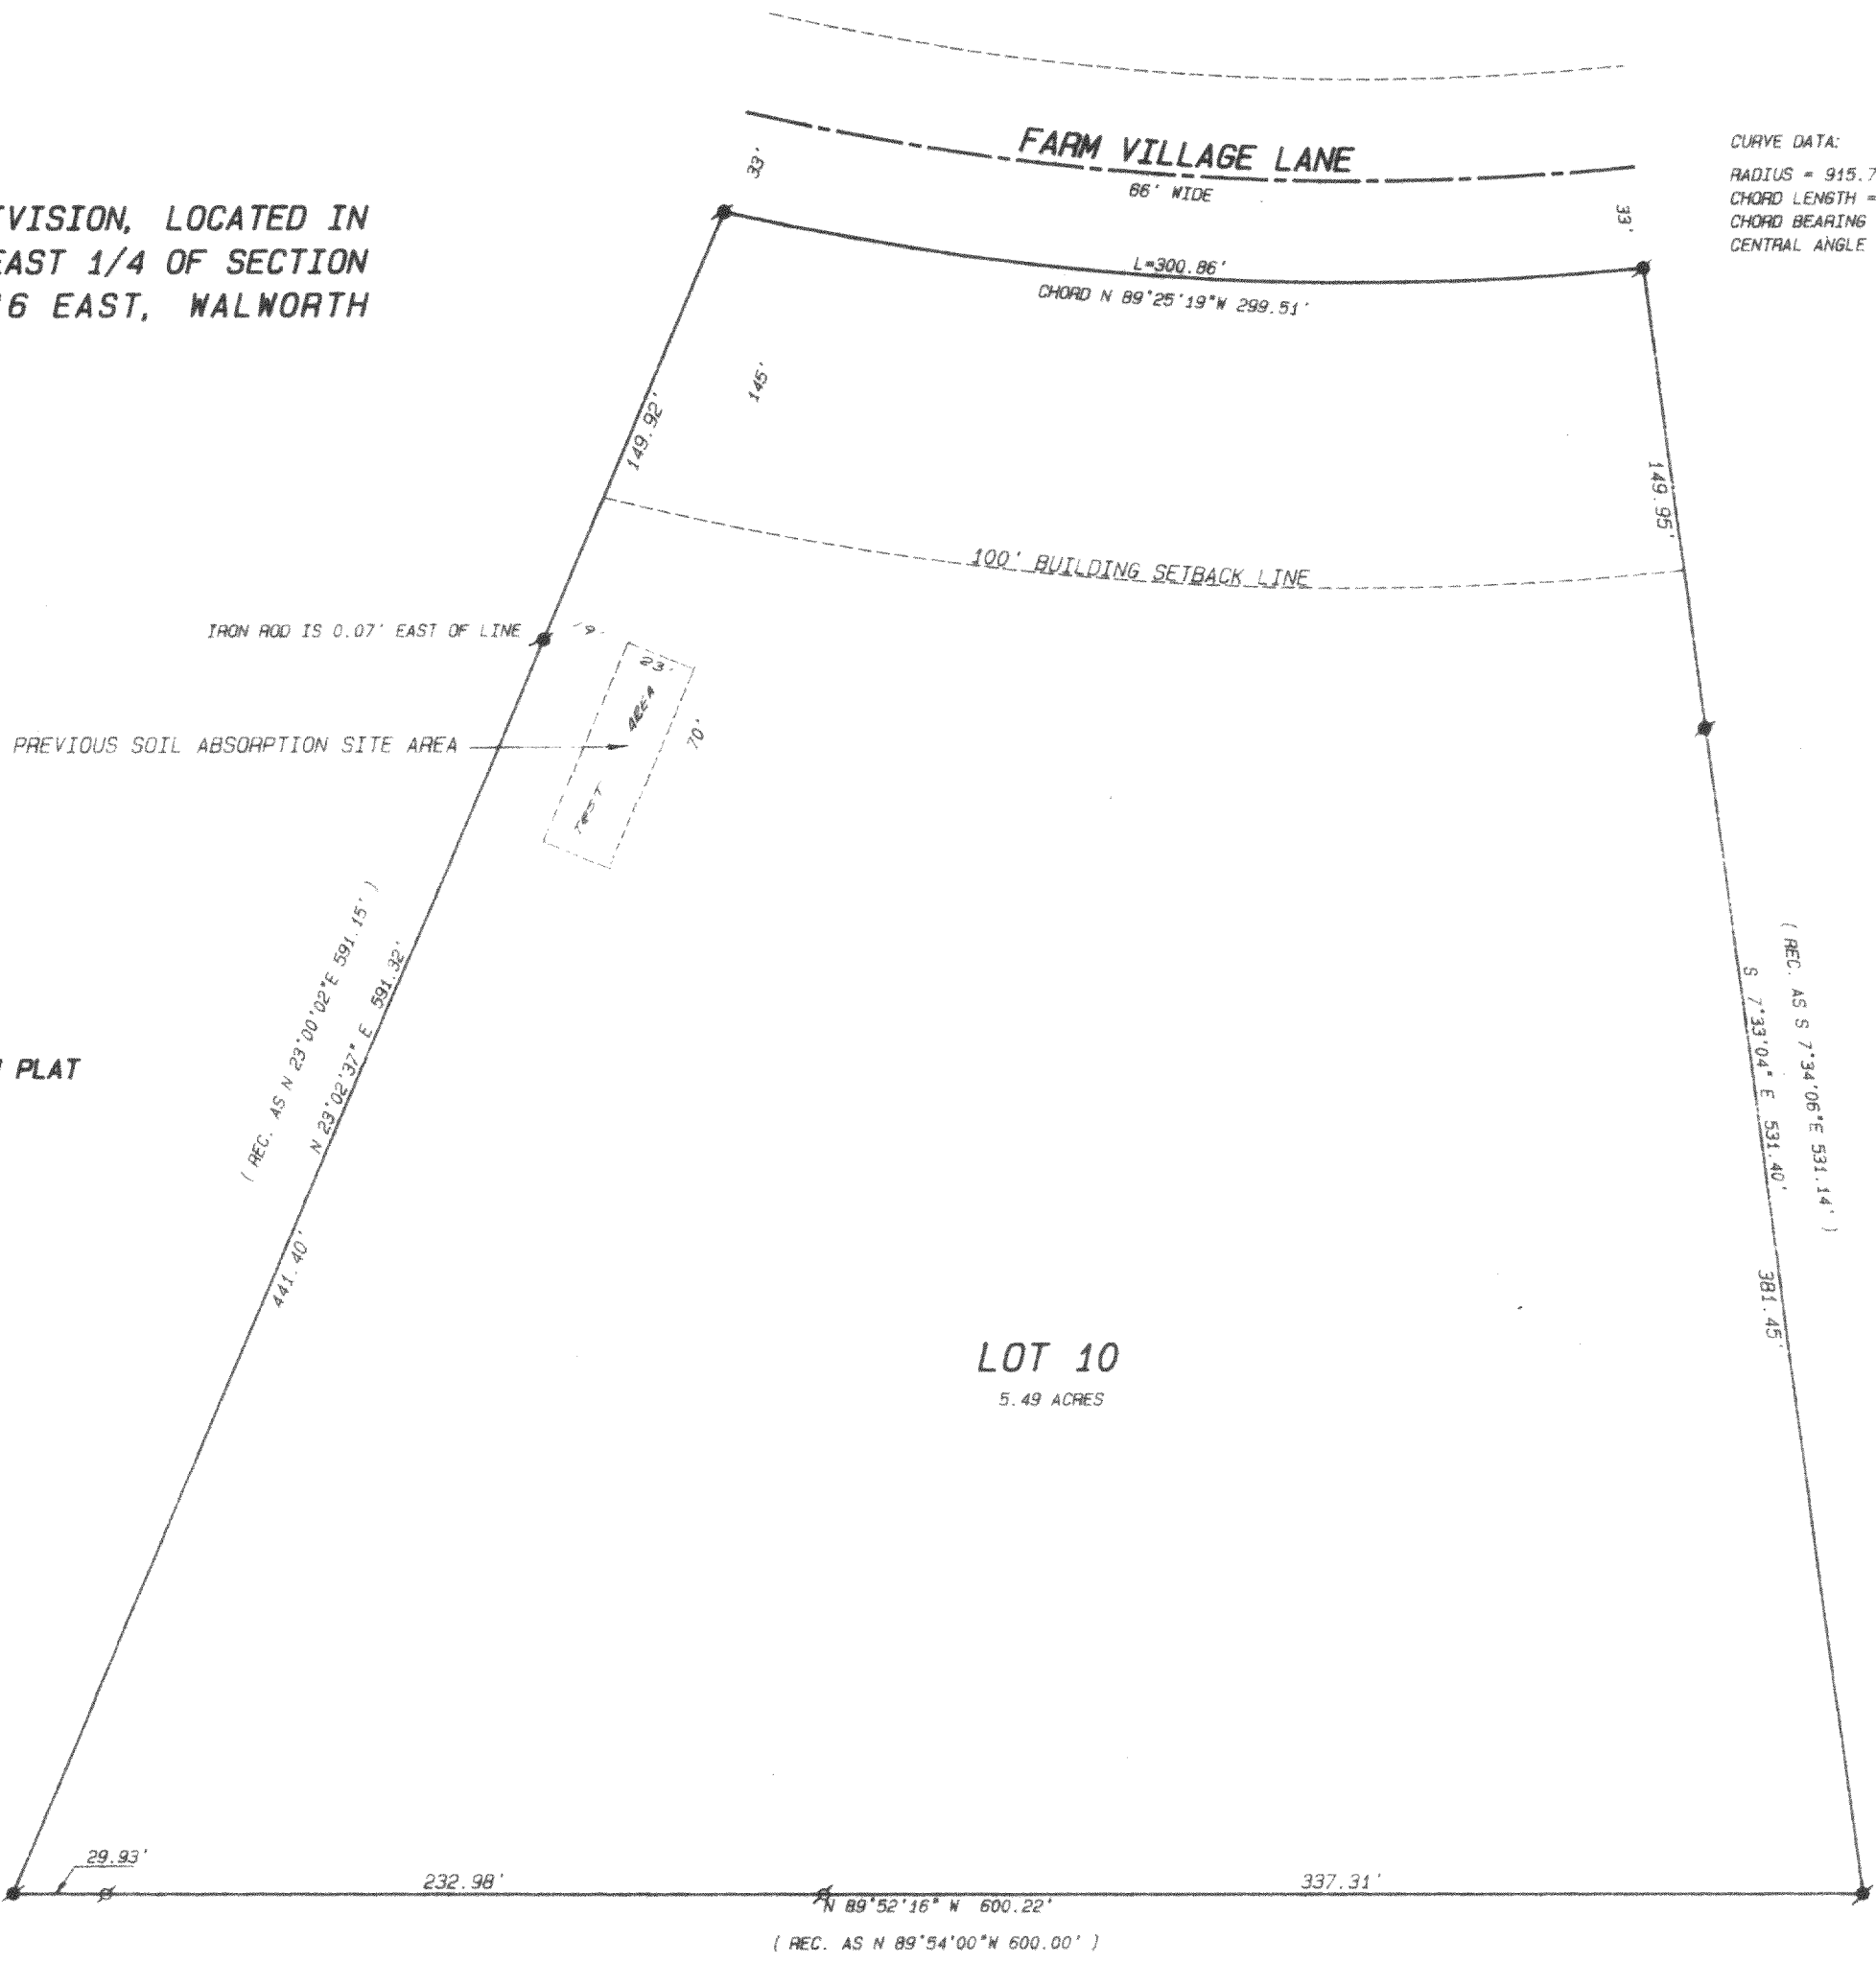 FARM VILLAGE LANE
66' WIDE
33'
33'
CURVE DATA:
RADIUS = 915.7
CHORD LENGTH =
CHORD BEARING
CENTRAL ANGLE
IVISION, LOCATED IN
EAST 1/4 OF SECTION
16 EAST, WALWORTH
L=300.86'
CHORD N 89°25'19"W 299.51'
149.92'
145'
149.95'
100' BUILDING SETBACK LINE
IRON ROD IS 0.07' EAST OF LINE
23'
70'
TEST AREA
PREVIOUS SOIL ABSORPTION SITE AREA
( REC. AS N 23°00'02"E 591.15' )
N 23°02'37" E 591.32'
441.40'
( REC. AS S 7°34'06"E 531.14' )
S 7°33'04" E 531.40'
381.45'
PLAT
LOT 10
5.49 ACRES
29.93'
232.98'
337.31'
N 89°52'16" W 600.22'
( REC. AS N 89°54'00"W 600.00' )